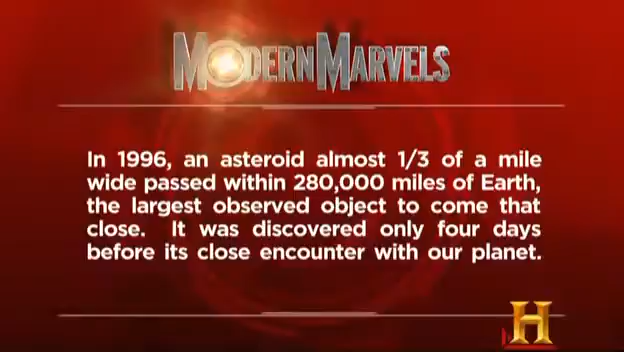 Modern Marvels
In 1996, an asteroid almost 1/3 of a mile
wide passed within 280,000 miles of Earth,
the largest observed object to come that
close. It was discovered only four days
before its close encounter with our planet.
H